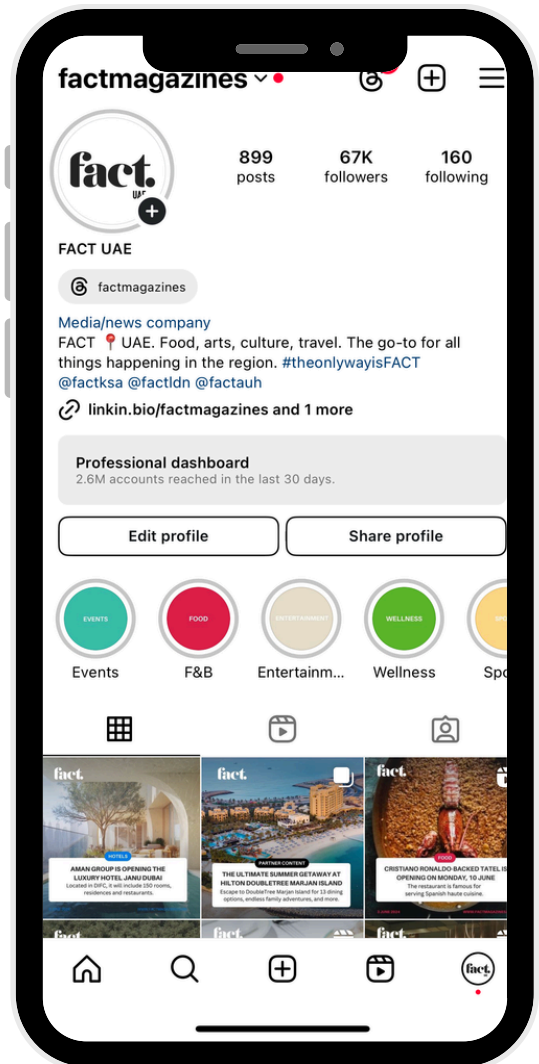 factmagazines
fact.
UAE
899 posts
67K followers
160 following
FACT UAE
factmagazines
Media/news company
FACT 📍 UAE. Food, arts, culture, travel. The go-to for all
things happening in the region. #theonlywayisFACT
@factksa @factldn @factauh
linkin.bio/factmagazines and 1 more
Professional dashboard
2.6M accounts reached in the last 30 days.
Edit profile
Share profile
EVENTS
FOOD
ENTERTAINMENT
WELLNESS
Events
F&B
Entertainm...
Wellness
Spo
fact.
HOTELS
AMAN GROUP IS OPENING THE
LUXURY HOTEL JANU DUBAI
Located in DIFC, it will include 150 rooms,
residences and restaurants.
fact.
PARTNER CONTENT
THE ULTIMATE SUMMER GETAWAY AT
HILTON DOUBLETREE MARJAN ISLAND
Escape to DoubleTree Marjan Island for 13 dining
options, endless family adventures, and more.
fact.
FOOD
CRISTIANO RONALDO-BACKED TATEL IS
OPENING ON MONDAY, 10 JUNE
The restaurant is famous for
serving Spanish haute cuisine.
fact.
fact.
fact.
fact.